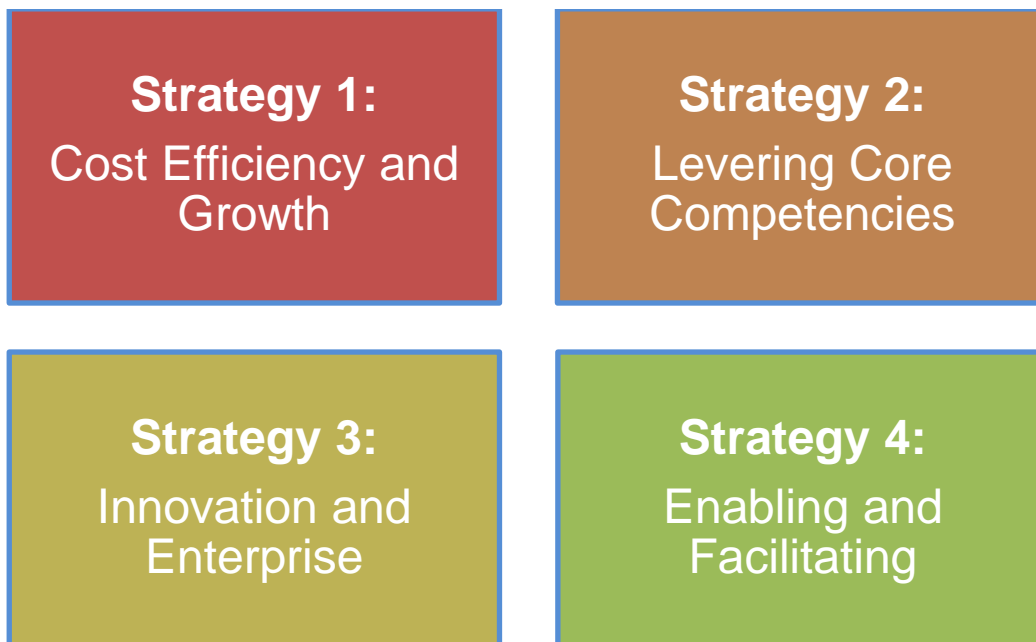 Strategy 1:
Cost Efficiency and
Growth
Strategy 2:
Levering Core
Competencies
Strategy 3:
Innovation and
Enterprise
Strategy 4:
Enabling and
Facilitating